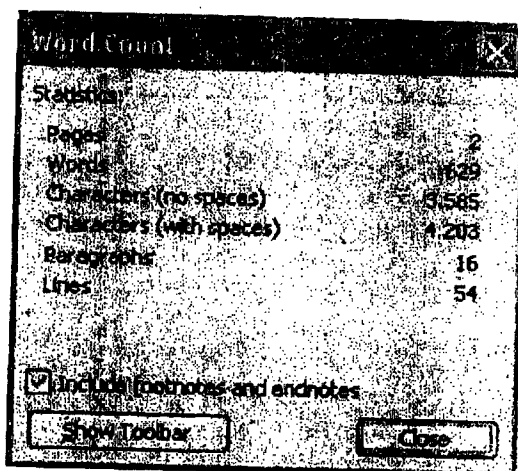 Word Count
Statistics:
Pages 2
Words 629
Characters (no spaces) 3,585
Characters (with spaces) 4,203
Paragraphs 16
Lines 54
Include footnotes and endnotes
Show Toolbar
Close